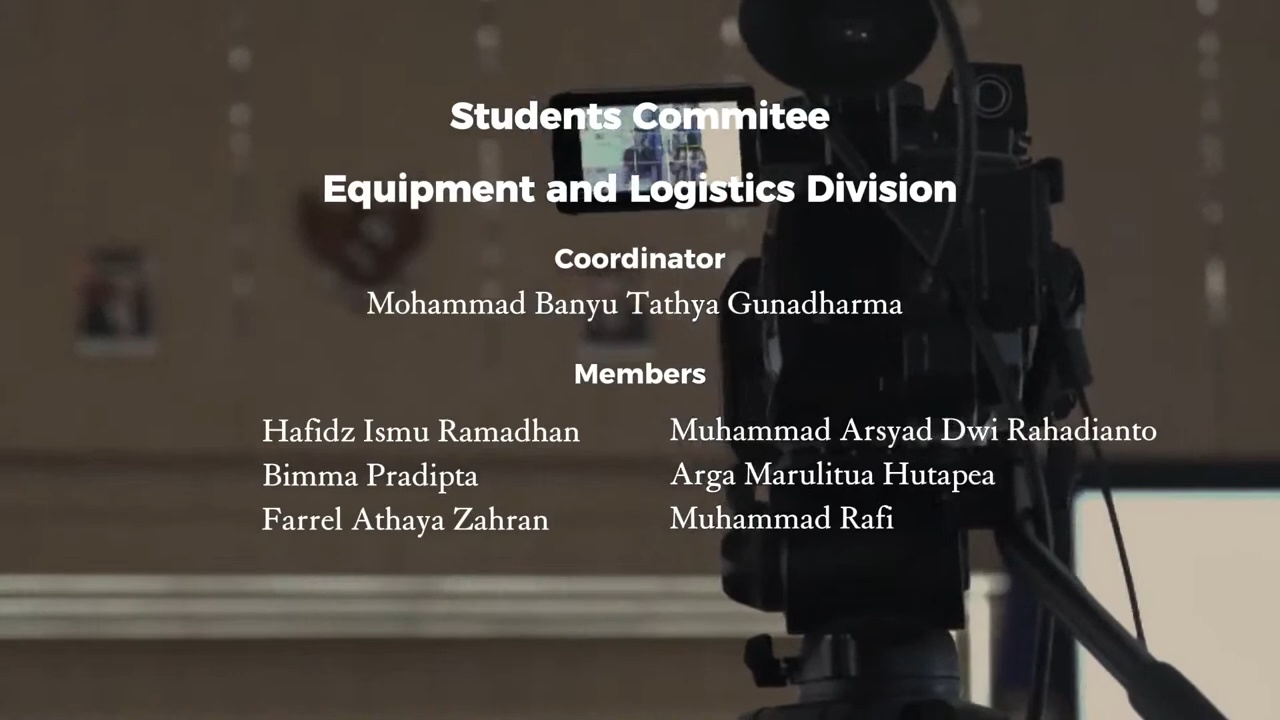 Students Commitee
Equipment and Logistics Division
Coordinator
Mohammad Banyu Tathya Gunadharma
Members
Hafidz Ismu Ramadhan
Bimma Pradipta
Farrel Athaya Zahran
Muhammad Arsyad Dwi Rahadianto
Arga Marulitua Hutapea
Muhammad Rafi